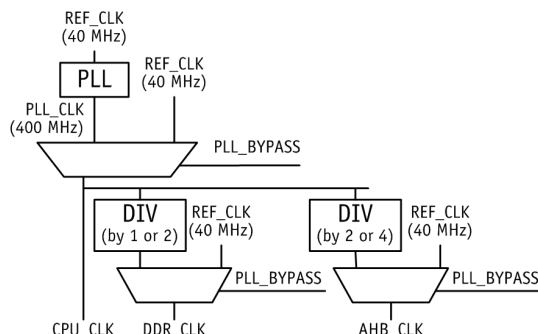 REF_CLK
(40 MHz)
PLL
REF_CLK
(40 MHz)
PLL_CLK
(400 MHz)
PLL_BYPASS
DIV
(by 1 or 2)
REF_CLK
(40 MHz)
DIV
(by 2 or 4)
REF_CLK
(40 MHz)
PLL_BYPASS
PLL_BYPASS
CPU_CLK
DDR_CLK
AHB_CLK